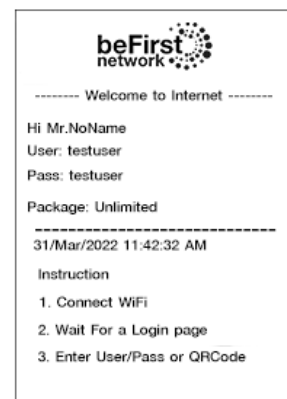 beFirst
network
-------- Welcome to Internet --------
Hi Mr.NoName
User: testuser
Pass: testuser
Package: Unlimited
-----------------------------
31/Mar/2022 11:42:32 AM
Instruction
1. Connect WiFi
2. Wait For a Login page
3. Enter User/Pass or QRCode